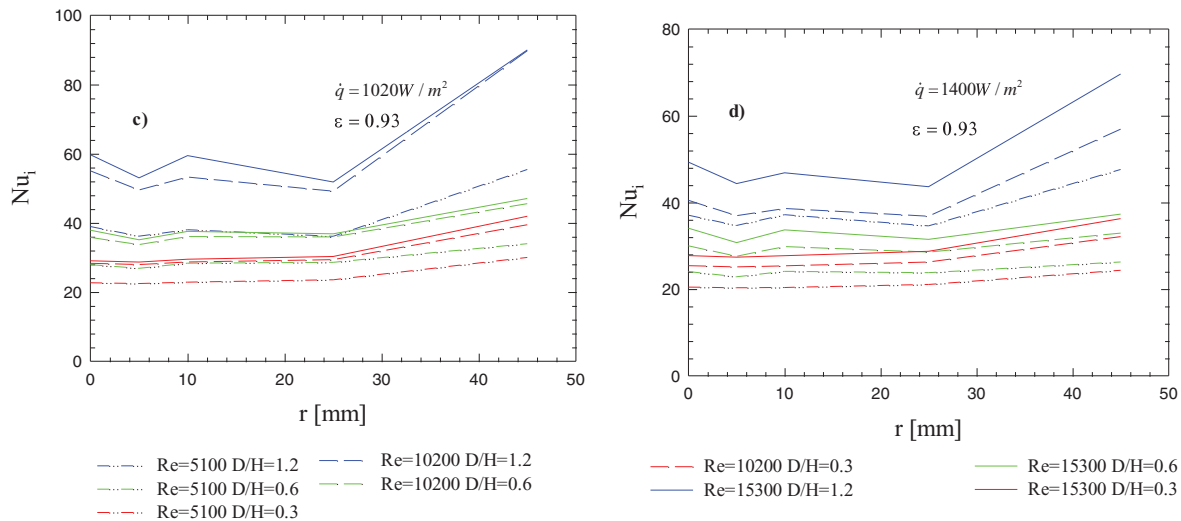 100
80
60
40
20
0
Nu_i
c)
q̇ = 1020W / m²
ε = 0.93
0 10 20 30 40 50
r [mm]
80
60
40
20
0
Nu_i
d)
q̇ = 1400W / m²
ε = 0.93
0 10 20 30 40 50
r [mm]
Re=5100 D/H=1.2
Re=5100 D/H=0.6
Re=5100 D/H=0.3
Re=10200 D/H=1.2
Re=10200 D/H=0.6
Re=10200 D/H=0.3
Re=15300 D/H=1.2
Re=15300 D/H=0.6
Re=15300 D/H=0.3